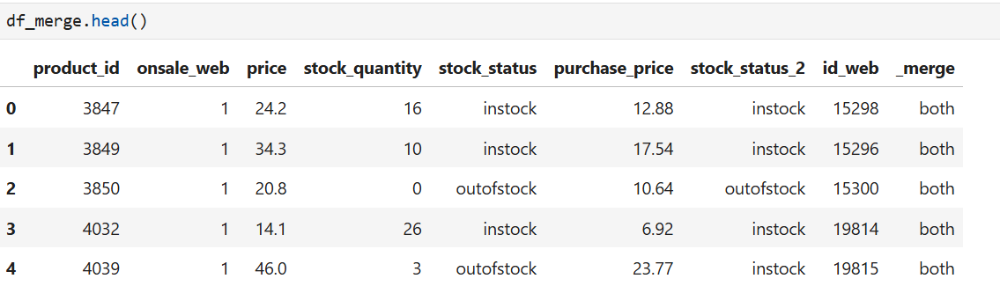 df_merge.head()
product_id onsale_web price stock_quantity stock_status purchase_price stock_status_2 id_web _merge
0 3847 1 24.2 16 instock 12.88 instock 15298 both
1 3849 1 34.3 10 instock 17.54 instock 15296 both
2 3850 1 20.8 0 outofstock 10.64 outofstock 15300 both
3 4032 1 14.1 26 instock 6.92 instock 19814 both
4 4039 1 46.0 3 outofstock 23.77 instock 19815 both